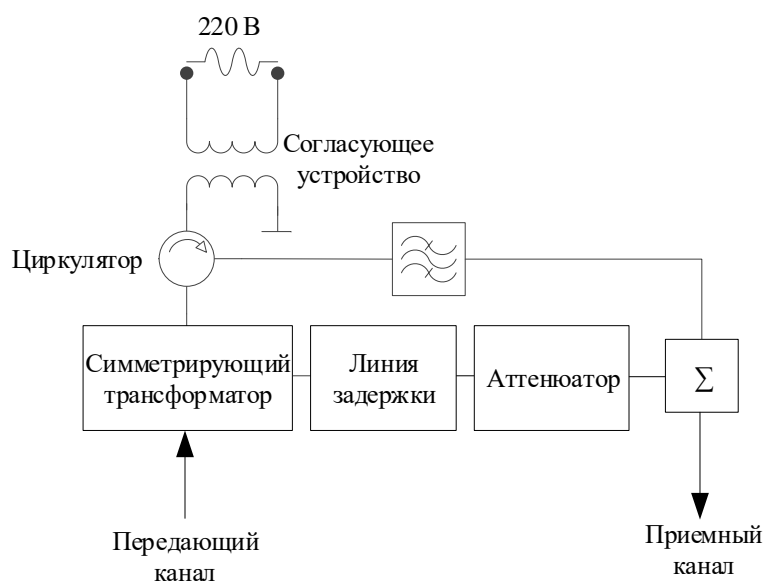 220 В
Согласующее
устройство
Циркулятор
Симметрирующий
трансформатор
Линия
задержки
Аттенюатор
∑
Передающий
канал
Приемный
канал